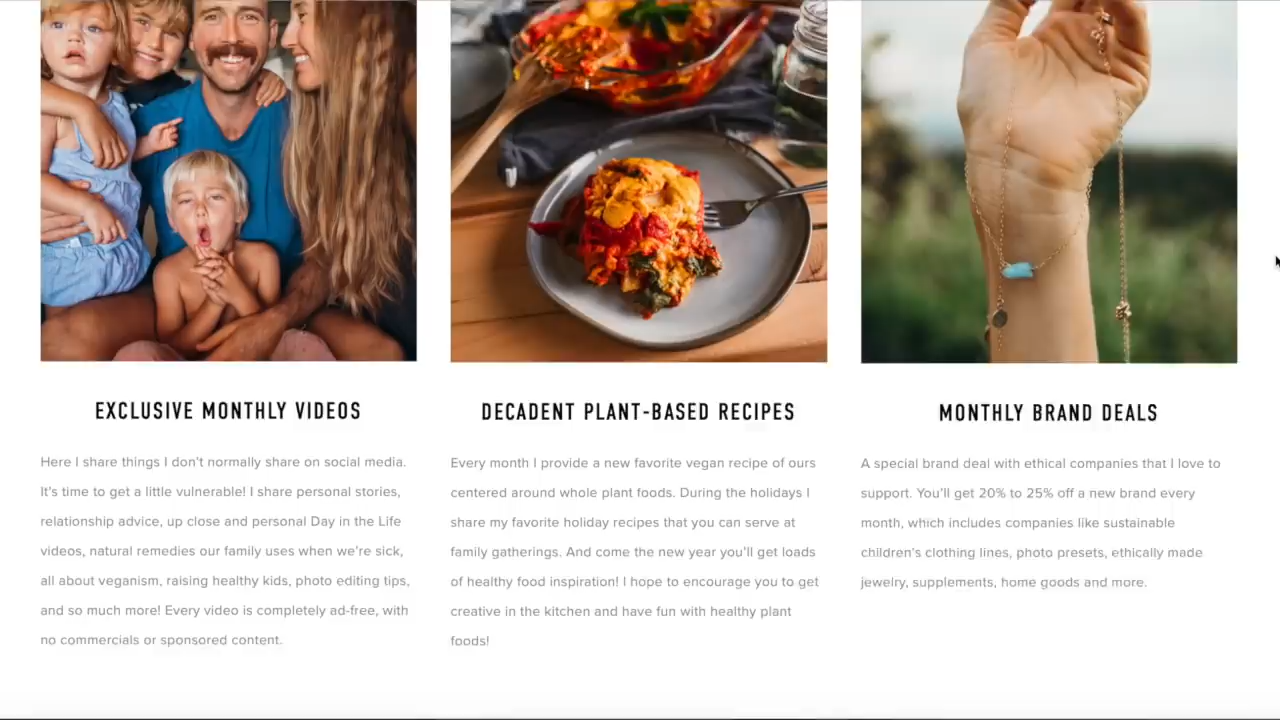 EXCLUSIVE MONTHLY VIDEOS
Here I share things I don't normally share on social media.
It's time to get a little vulnerable! I share personal stories,
relationship advice, up close and personal Day in the Life
videos, natural remedies our family uses when we're sick,
all about veganism, raising healthy kids, photo editing tips,
and so much more! Every video is completely ad-free, with
no commercials or sponsored content.
DECADENT PLANT-BASED RECIPES
Every month I provide a new favorite vegan recipe of ours
centered around whole plant foods. During the holidays I
share my favorite holiday recipes that you can serve at
family gatherings. And come the new year you'll get loads
of healthy food inspiration! I hope to encourage you to get
creative in the kitchen and have fun with healthy plant
foods!
MONTHLY BRAND DEALS
A special brand deal with ethical companies that I love to
support. You'll get 20% to 25% off a new brand every
month, which includes companies like sustainable
children's clothing lines, photo presets, ethically made
jewelry, supplements, home goods and more.